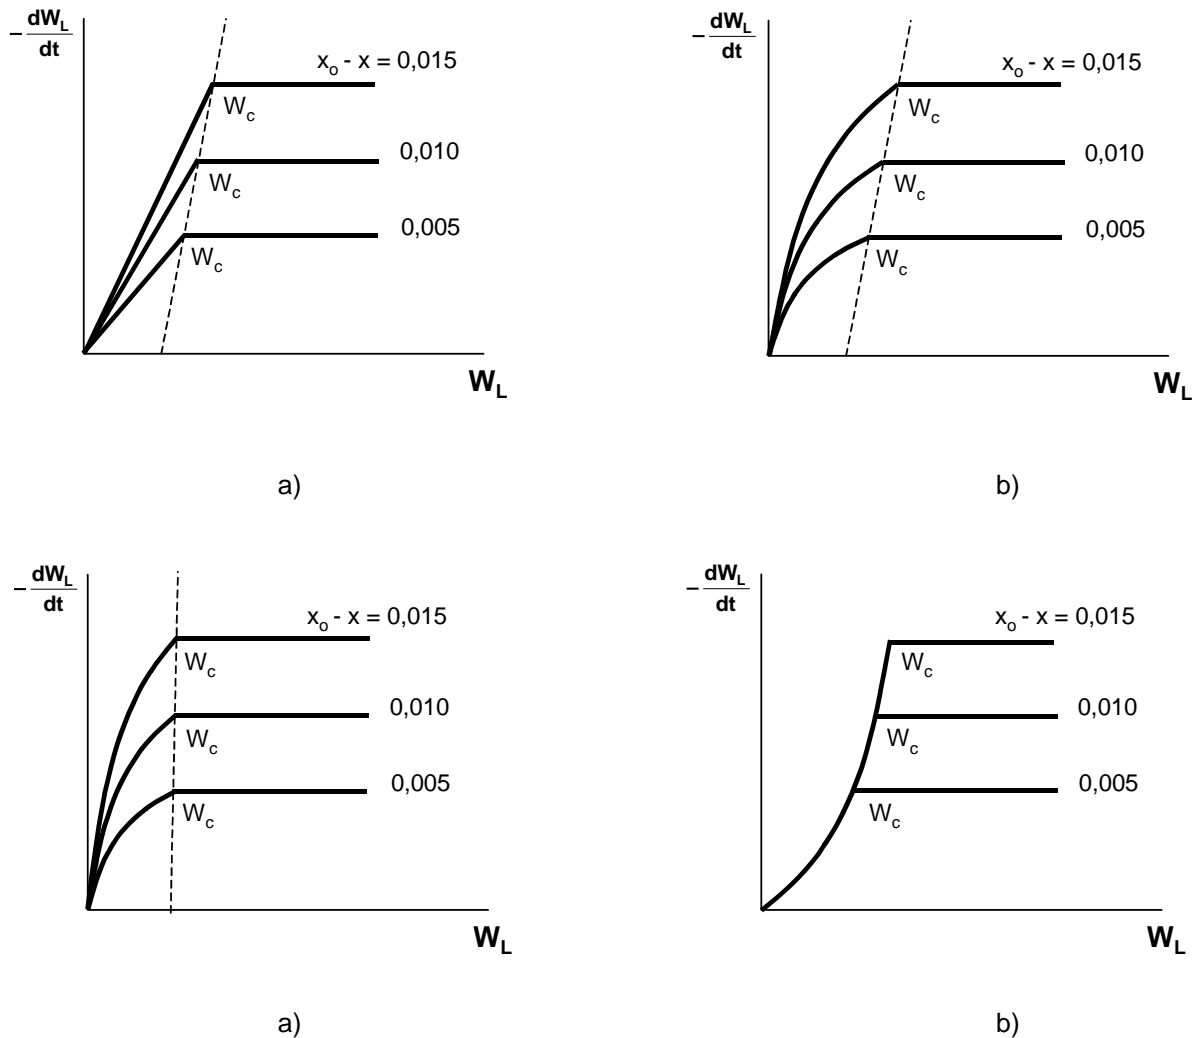 − dW_L / dt
x_o - x = 0,015
W_c
0,010
W_c
0,005
W_c
W_L
a)
− dW_L / dt
x_o - x = 0,015
W_c
0,010
W_c
0,005
W_c
W_L
b)
− dW_L / dt
x_o - x = 0,015
W_c
0,010
W_c
0,005
W_c
W_L
a)
− dW_L / dt
x_o - x = 0,015
W_c
0,010
W_c
0,005
W_c
W_L
b)